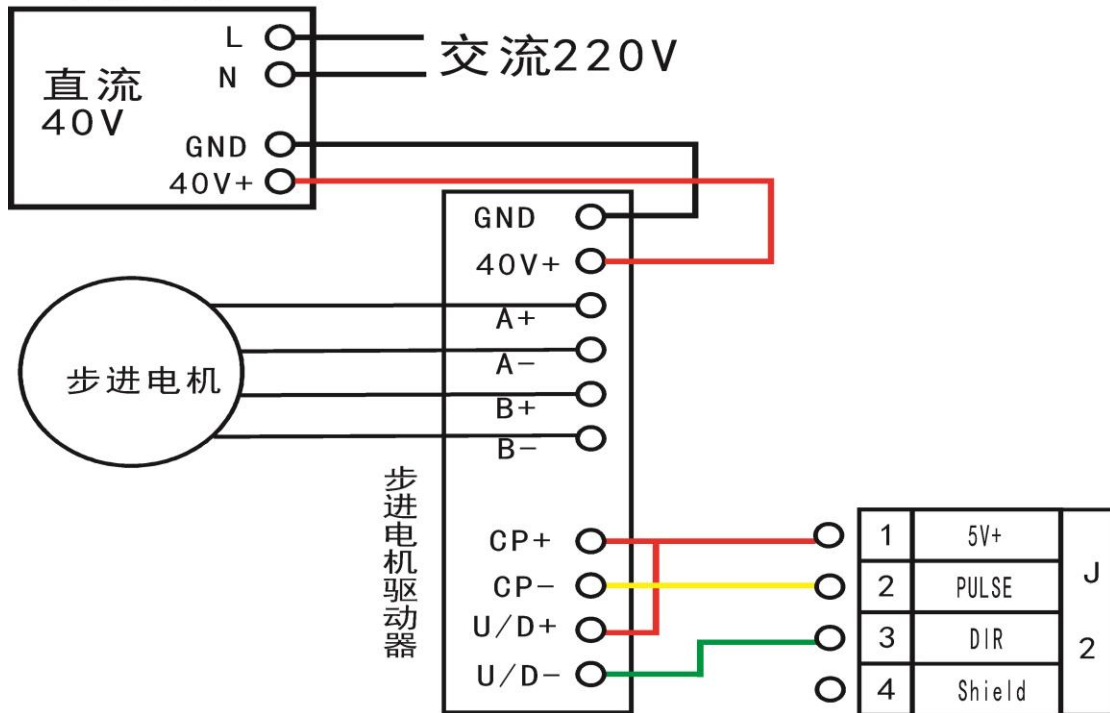 L
N
交流220V
直流
40V
GND
40V+
GND
40V+
A+
A-
B+
B-
步进电机
步进电机驱动器
CP+
CP-
U/D+
U/D-
1 5V+
2 PULSE
3 DIR
4 Shield
J
2